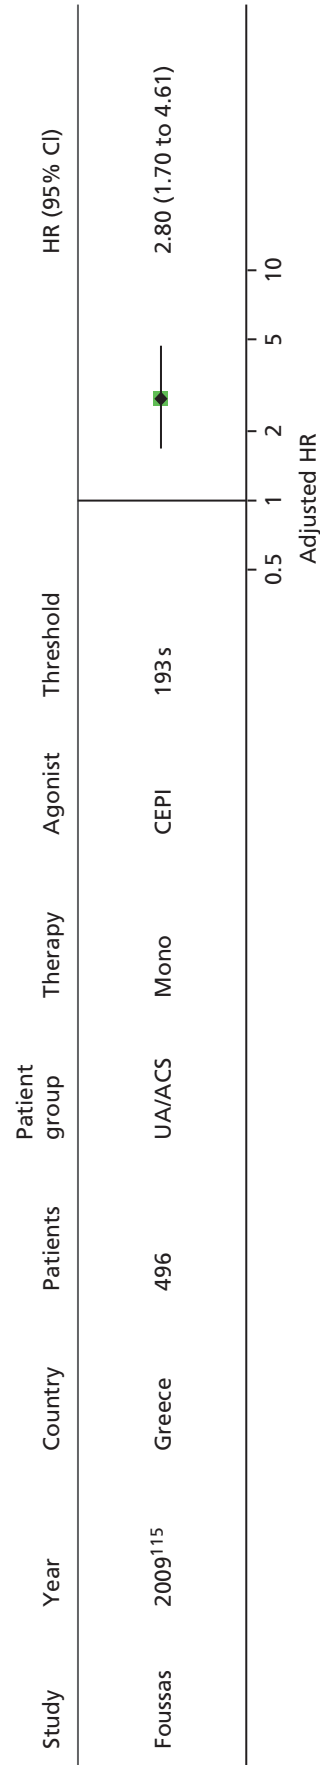 Study Year Country Patients Patient group Therapy Agonist Threshold HR (95% CI)
Foussas 2009¹¹⁵ Greece 496 UA/ACS Mono CEPI 193 s 2.80 (1.70 to 4.61)
0.5 1 2 5 10
Adjusted HR